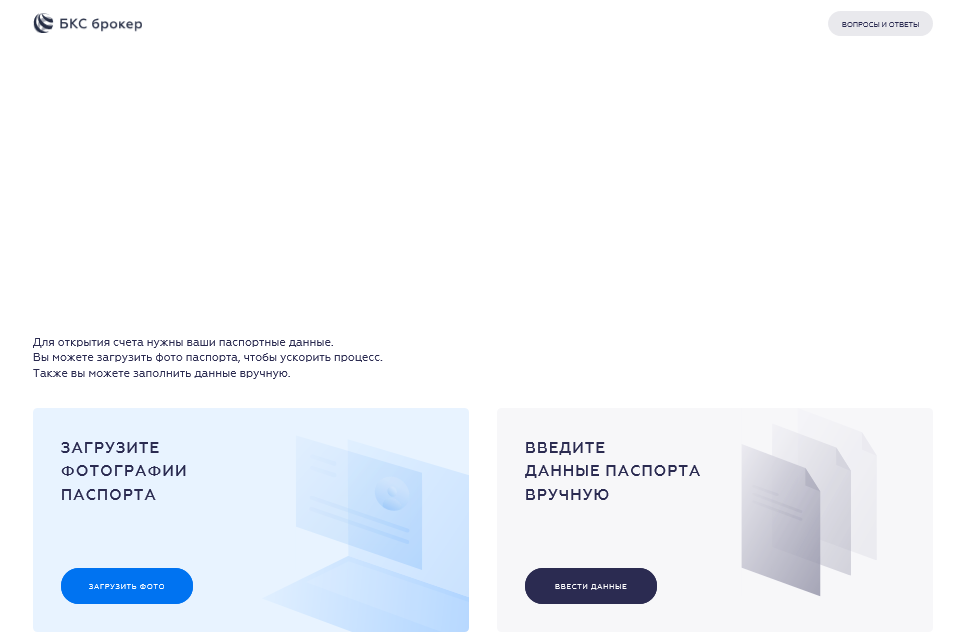 БКС брокер
ВОПРОСЫ И ОТВЕТЫ
Для открытия счета нужны ваши паспортные данные.
Вы можете загрузить фото паспорта, чтобы ускорить процесс.
Также вы можете заполнить данные вручную.
ЗАГРУЗИТЕ
ФОТОГРАФИИ
ПАСПОРТА
ЗАГРУЗИТЬ ФОТО
ВВЕДИТЕ
ДАННЫЕ ПАСПОРТА
ВРУЧНУЮ
ВВЕСТИ ДАННЫЕ